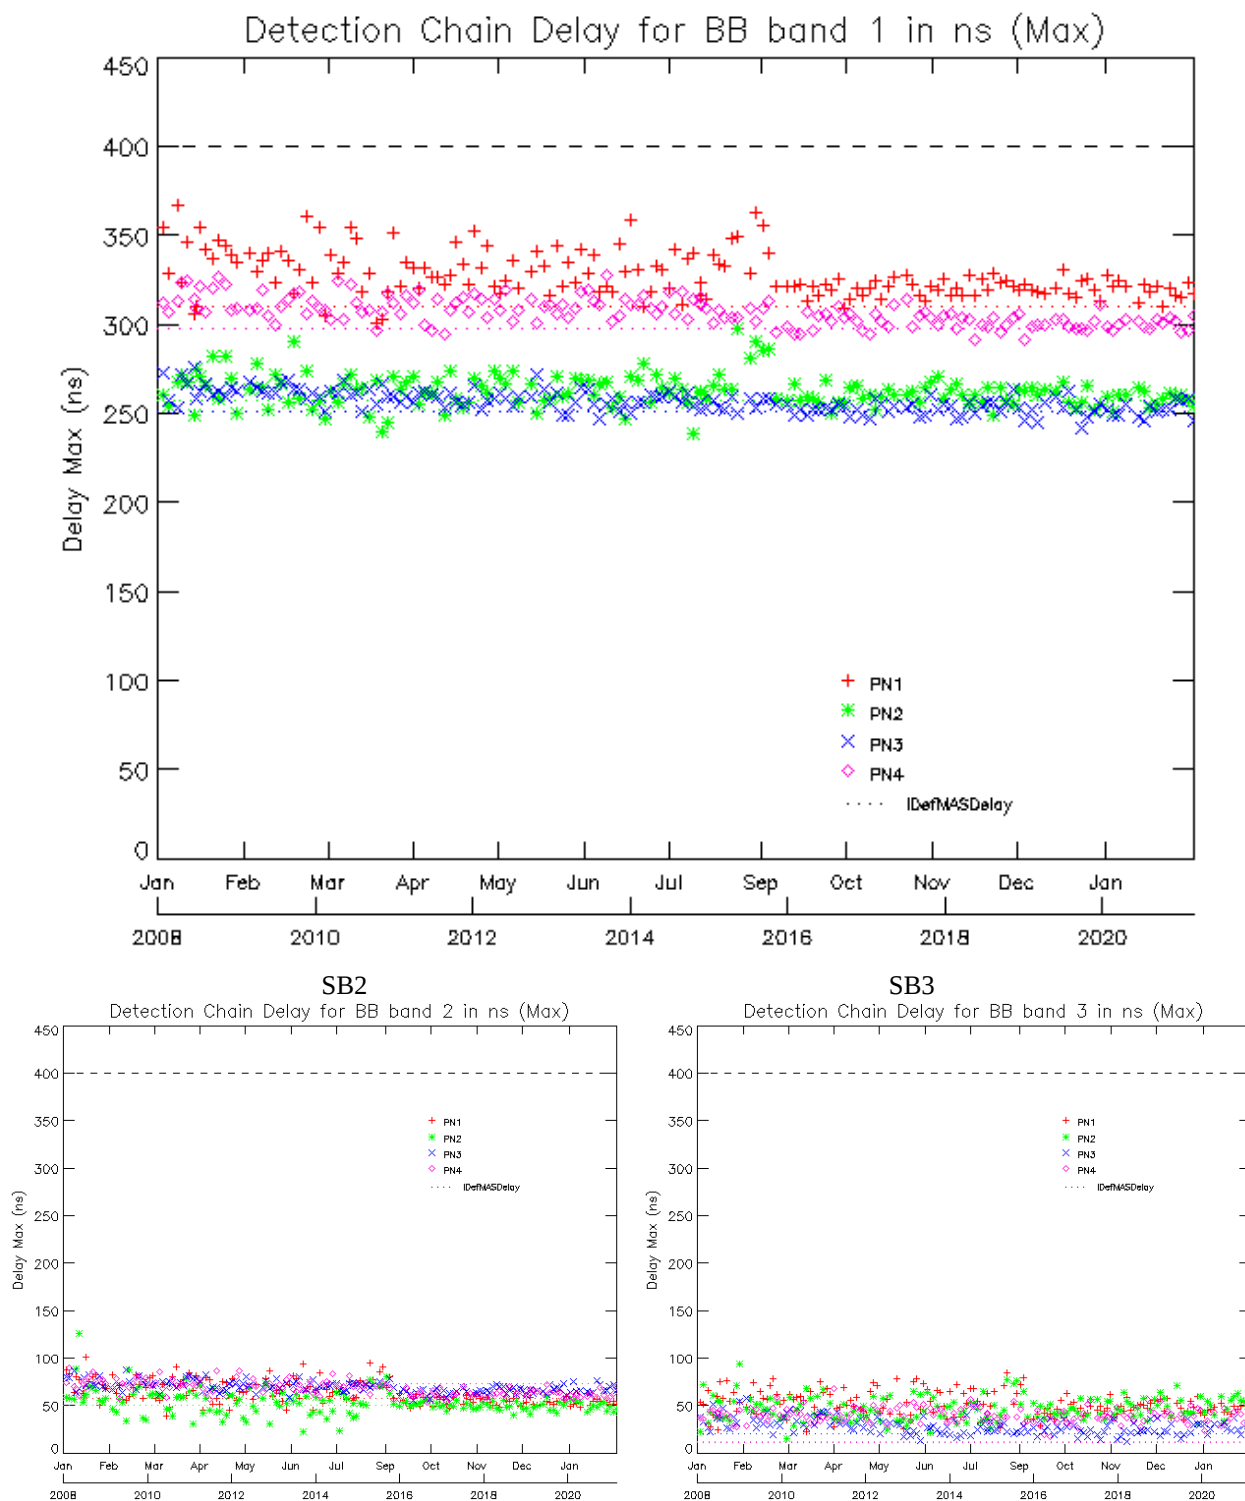 Detection Chain Delay for BB band 1 in ns (Max)
450
400
350
300
250
200
150
100
50
0
Delay Max (ns)
PN1
PN2
PN3
PN4
IDefMASDelay
Jan Feb Mar Apr May Jun Jul Sep Oct Nov Dec Jan
2008 2010 2012 2014 2016 2018 2020
SB2 SB3
Detection Chain Delay for BB band 2 in ns (Max)
450
400
350
300
250
200
150
100
50
0
Delay Max (ns)
PN1
PN2
PN3
PN4
IDefMASDelay
Jan Feb Mar Apr May Jun Jul Sep Oct Nov Dec Jan
2008 2010 2012 2014 2016 2018 2020
Detection Chain Delay for BB band 3 in ns (Max)
450
400
350
300
250
200
150
100
50
0
Delay Max (ns)
PN1
PN2
PN3
PN4
IDefMASDelay
Jan Feb Mar Apr May Jun Jul Sep Oct Nov Dec Jan
2008 2010 2012 2014 2016 2018 2020